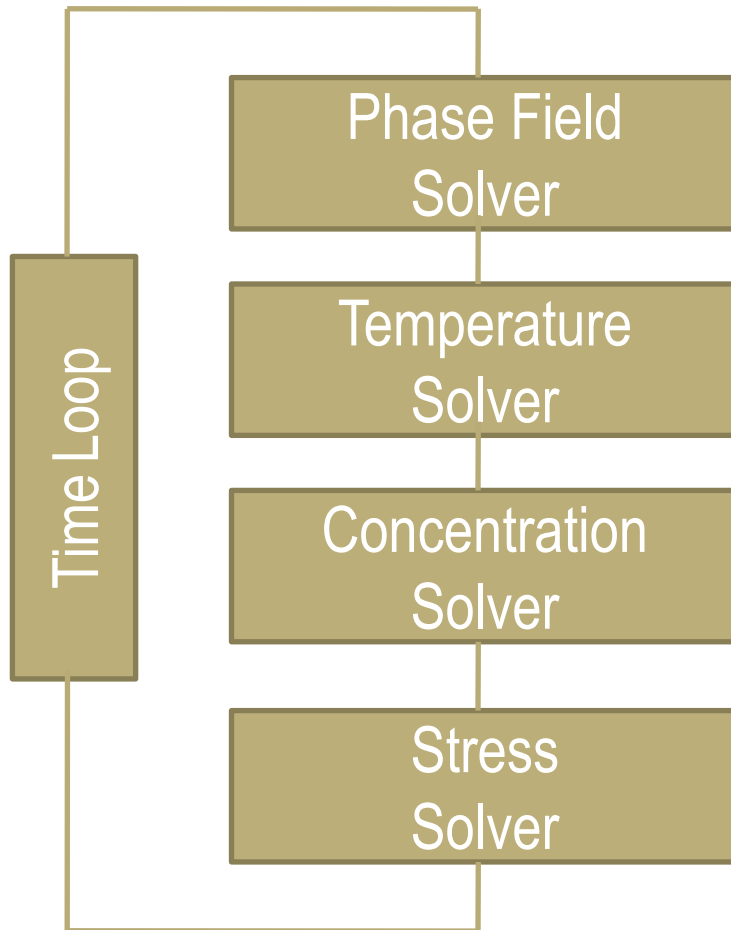 Phase Field
Solver
Temperature
Solver
Time Loop
Concentration
Solver
Stress
Solver